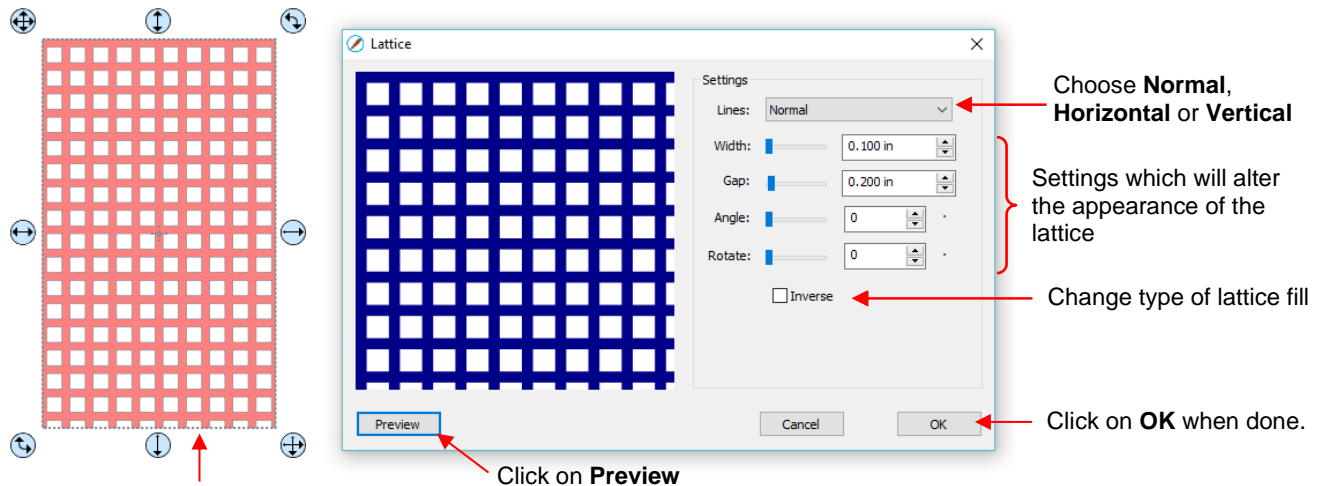 Lattice
Settings
Lines: Normal
Width: 0.100 in
Gap: 0.200 in
Angle: 0 °
Rotate: 0 °
Inverse
Preview
Cancel
OK
Choose Normal,
Horizontal or Vertical
Settings which will alter
the appearance of the
lattice
Change type of lattice fill
Click on OK when done.
Click on Preview